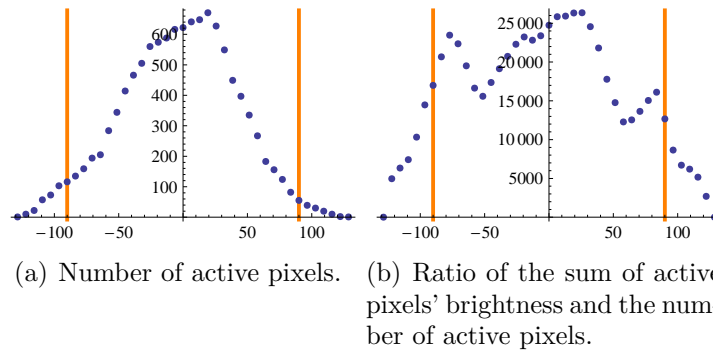 600
500
400
300
200
100
−100 −50 50 100
25 000
20 000
15 000
10 000
5000
−100 −50 0 50 100
(a) Number of active pixels.
(b) Ratio of the sum of active
pixels' brightness and the num-
ber of active pixels.